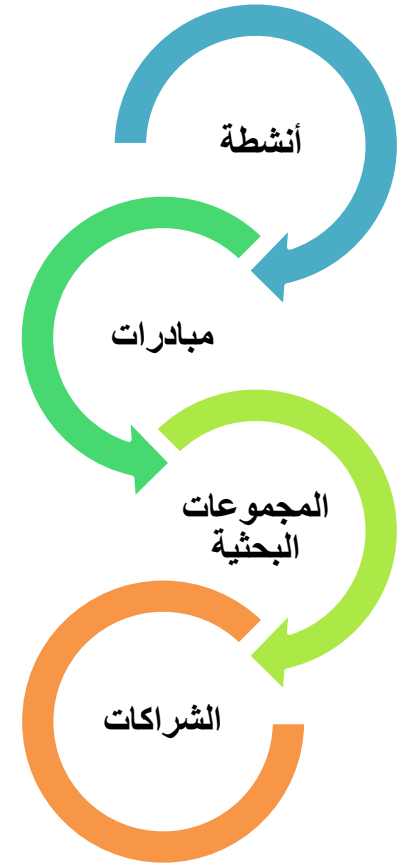 أنشطة
مبادرات
المجموعات
البحثية
الشراكات